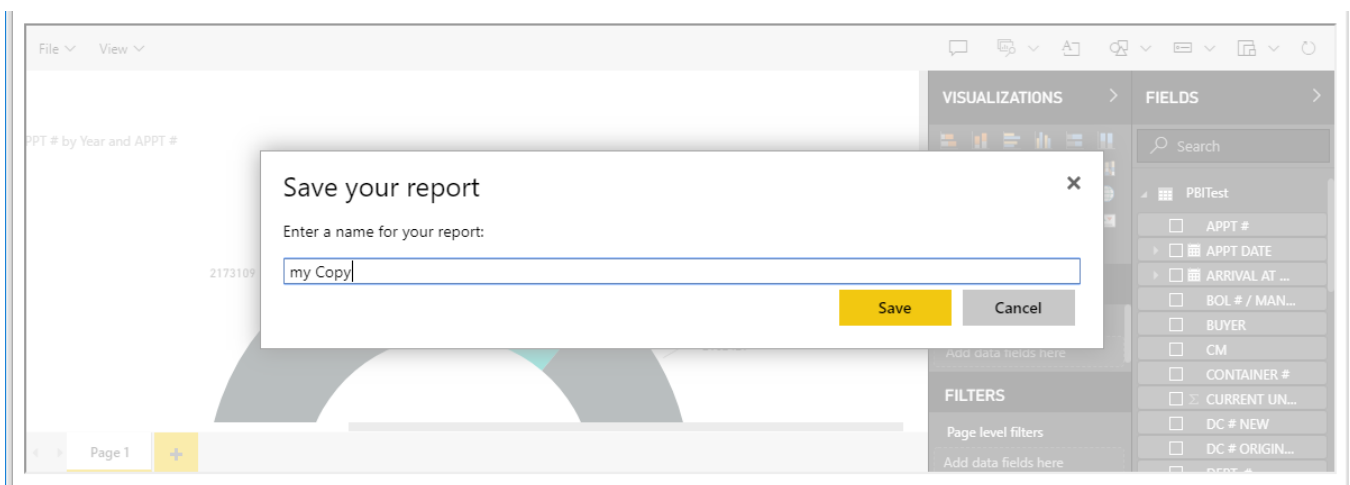 File View
VISUALIZATIONS
FIELDS
PPT # by Year and APPT #
Search
Save your report
Enter a name for your report:
my Copy
Save Cancel
2173109
PBITest
APPT #
APPT DATE
ARRIVAL AT ...
BOL # / MAN...
BUYER
CM
CONTAINER #
CURRENT UN...
DC # NEW
DC # ORIGIN...
Add data fields here
FILTERS
Page level filters
Add data fields here
Page 1 +